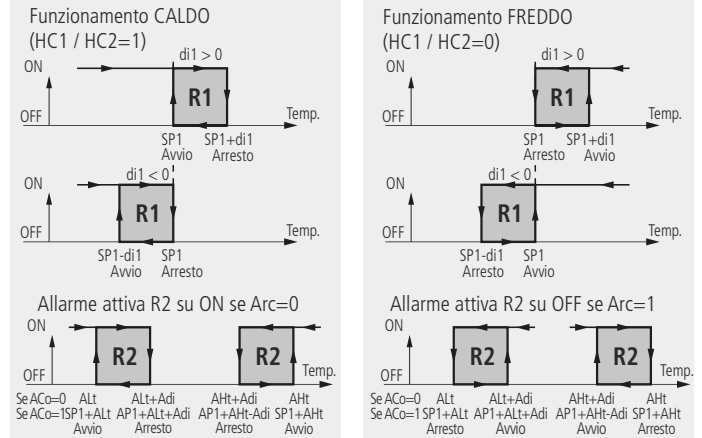 Funzionamento CALDO
(HC1 / HC2=1)
di1 > 0
ON
R1
OFF
Temp.
SP1 SP1+di1
Avvio Arresto
di1 < 0
ON
R1
OFF
Temp.
SP1-di1 SP1
Avvio Arresto
Allarme attiva R2 su ON se Arc=0
ON
R2 R2
OFF
Temp.
Se ACo=0 ALt ALt+Adi AHt+Adi AHt
Se ACo=1SP1+ALt AP1+ALt+Adi AP1+AHt-Adi SP1+AHt
Avvio Arresto Arresto Avvio
Funzionamento FREDDO
(HC1 / HC2=0)
di1 > 0
ON
R1
OFF
Temp.
SP1 SP1+di1
Arresto Avvio
di1 < 0
ON
R1
OFF
Temp.
SP1-di1 SP1
Arresto Avvio
Allarme attiva R2 su OFF se Arc=1
ON
R2 R2
OFF
Temp.
Se ACo=0 ALt ALt+Adi AHt+Adi AHt
Se ACo=1SP1+ALt AP1+ALt+Adi AP1+AHt-Adi SP1+AHt
Arresto Avvio Avvio Arresto